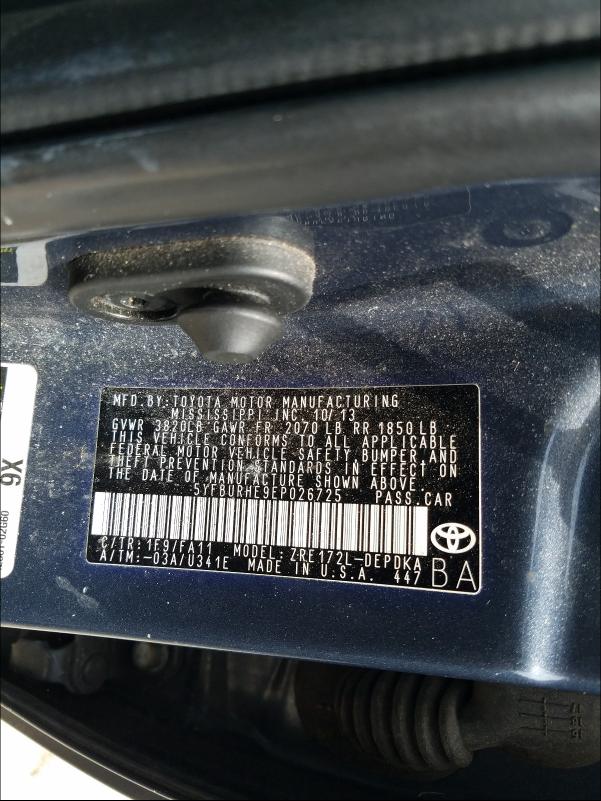 MFD.BY:TOYOTA MOTOR MANUFACTURING
MISSISSIPPI INC. 10/13
GVWR 3820LB GAWR FR 2070 LB RR 1850 LB
THIS VEHICLE CONFORMS TO ALL APPLICABLE
FEDERAL MOTOR VEHICLE SAFETY, BUMPER AND
THEFT PREVENTION STANDARDS IN EFFECT ON
THE DATE OF MANUFACTURE SHOWN ABOVE.
5YFBURHE9EP026725 PASS.CAR
C/TR:1F9/FA11 MODEL: ZRE172L-DEPDKA
A/TM:-03A/U341E MADE IN U.S.A. 447
BA